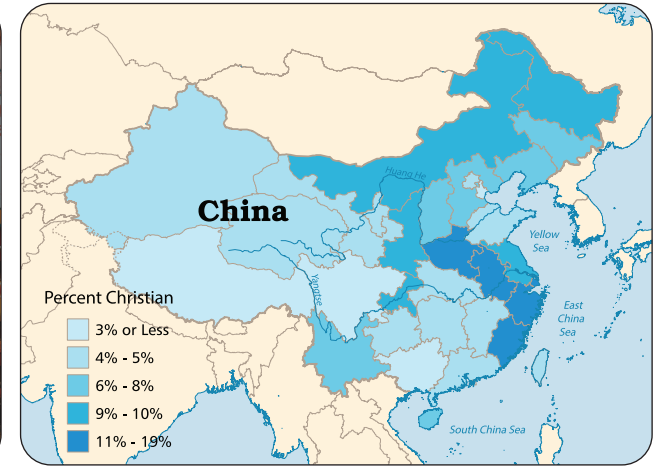 China
Huang He
Yangtse
Yellow
Sea
East
China
Sea
South China Sea
Percent Christian
3% or Less
4% - 5%
6% - 8%
9% - 10%
11% - 19%